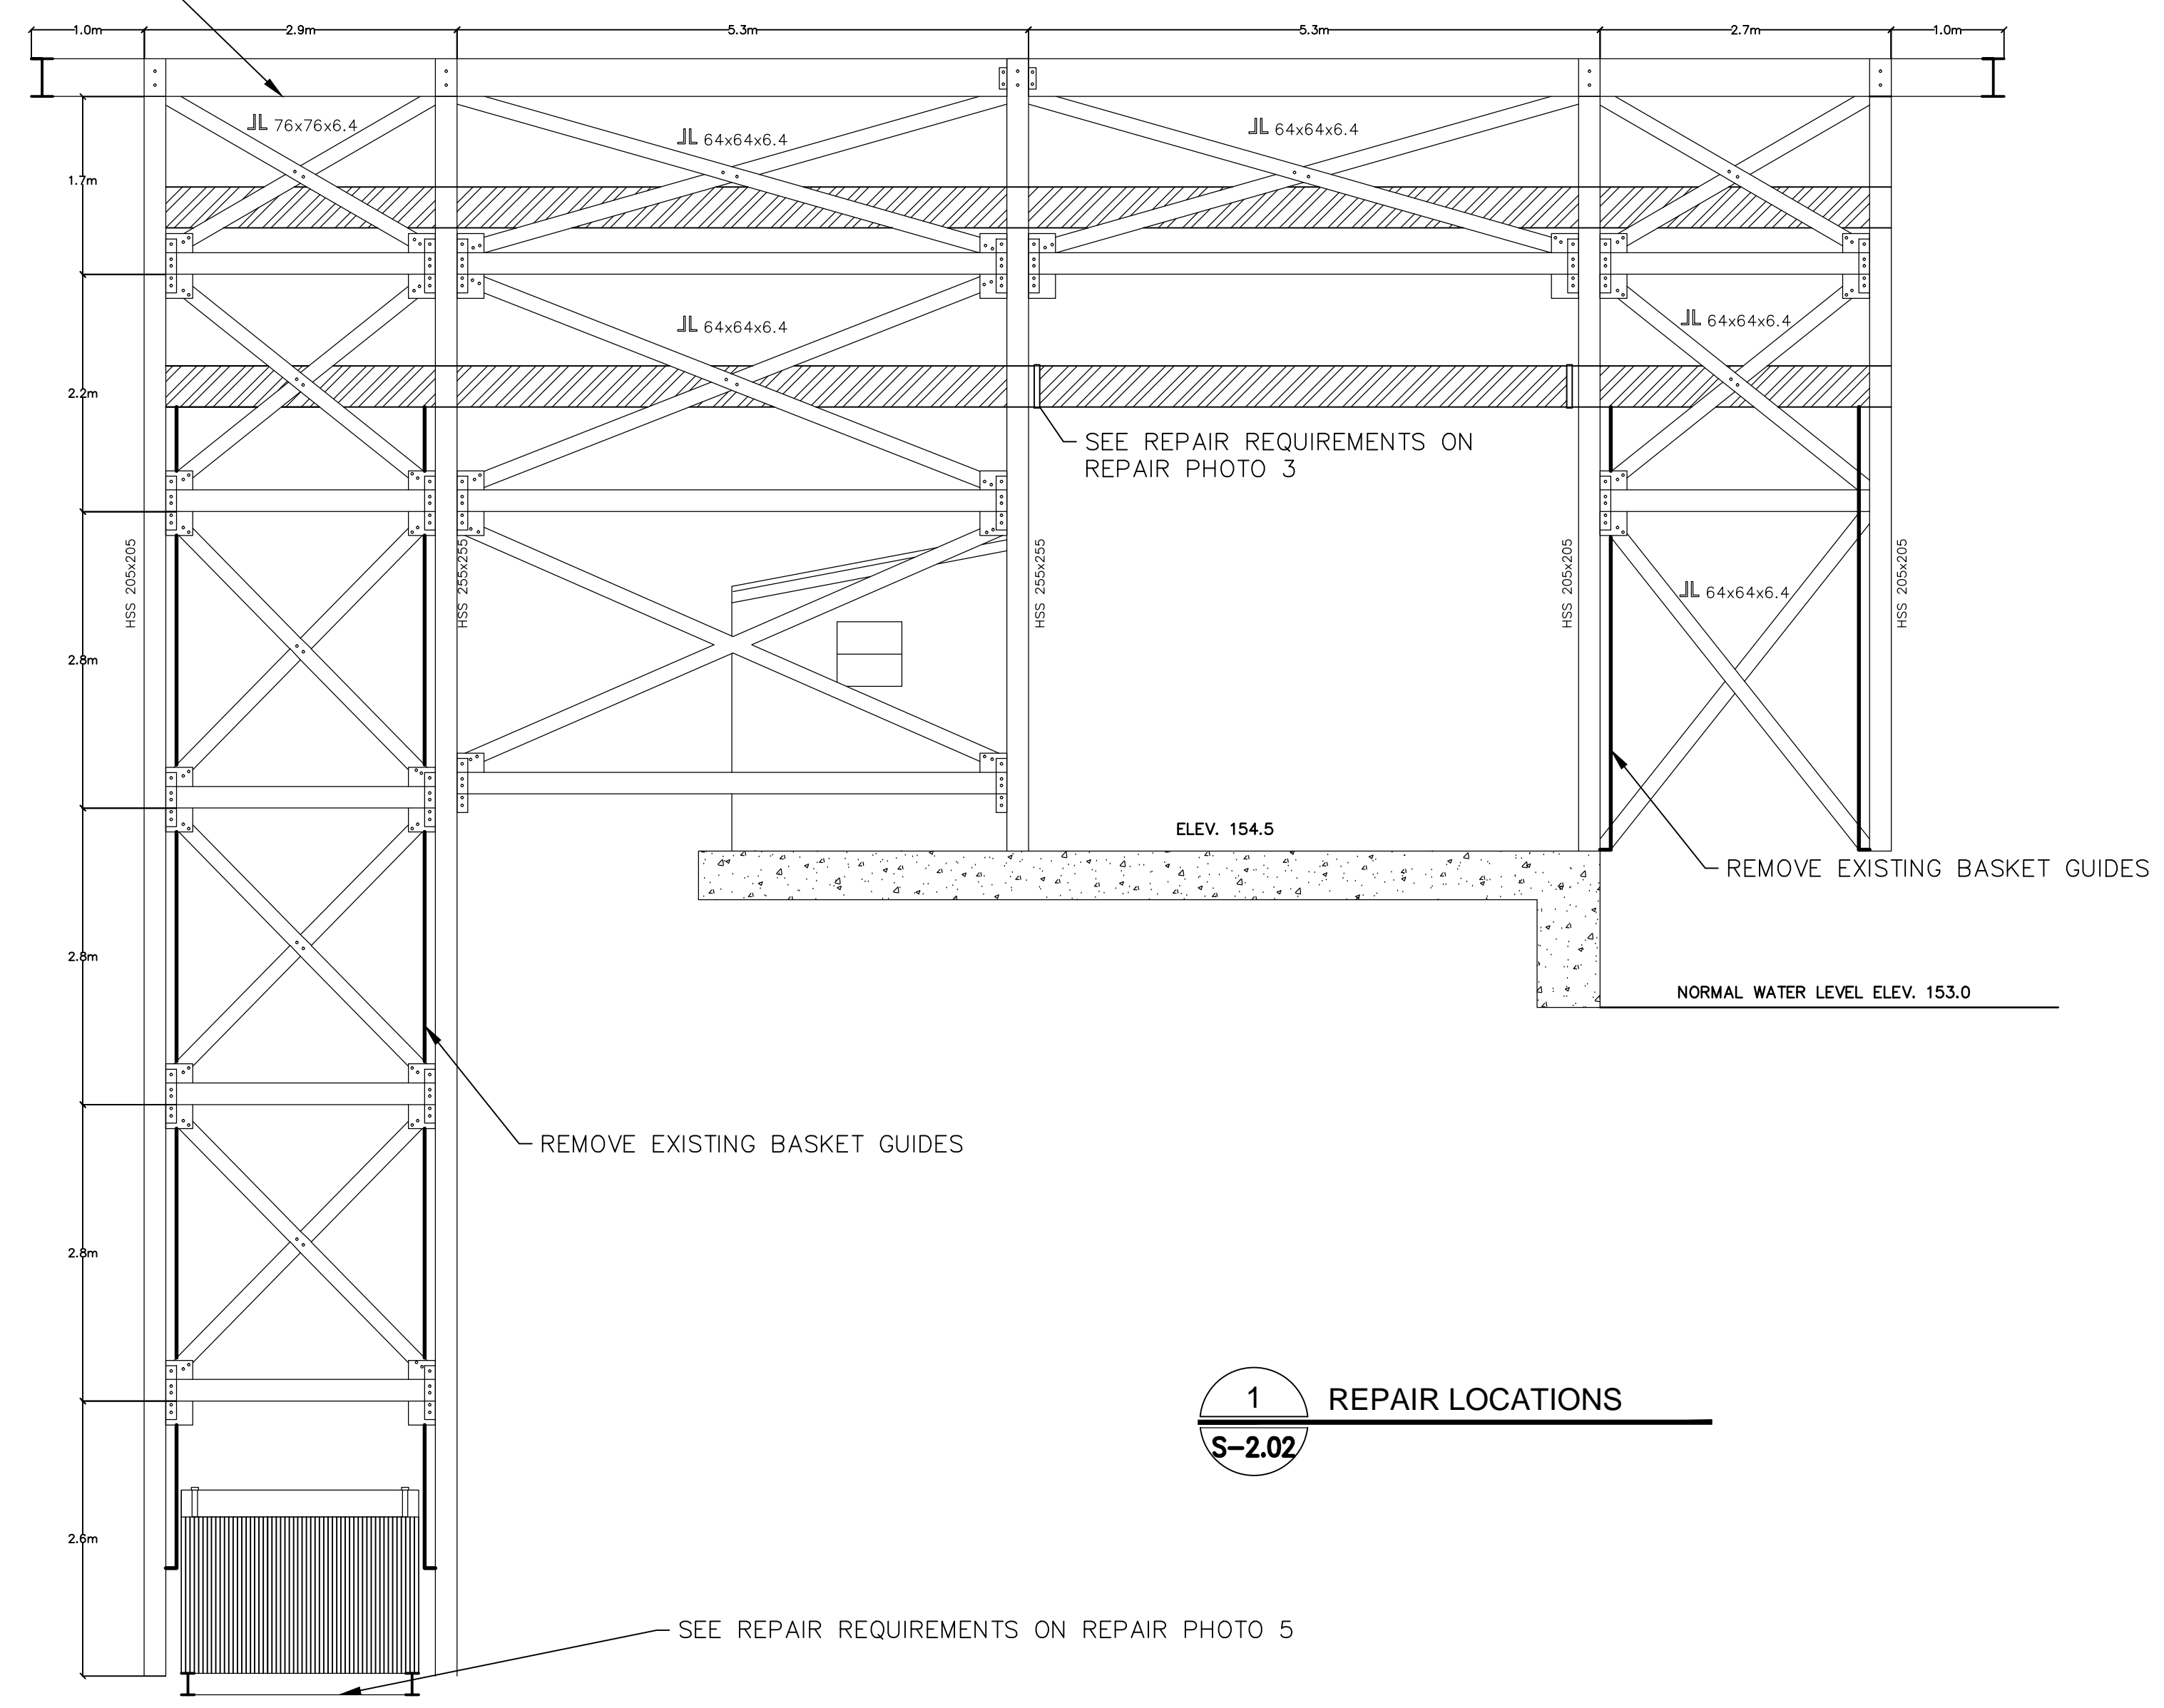 1.0m
2.9m
5.3m
5.3m
2.7m
1.0m
⅃L 76x76x6.4
⅃L 64x64x6.4
⅃L 64x64x6.4
1.7m
⅃L 64x64x6.4
⅃L 64x64x6.4
2.2m
SEE REPAIR REQUIREMENTS ON
REPAIR PHOTO 3
HSS 205x205
HSS 255x255
HSS 255x255
HSS 205x205
HSS 205x205
⅃L 64x64x6.4
2.8m
ELEV. 154.5
REMOVE EXISTING BASKET GUIDES
2.8m
NORMAL WATER LEVEL ELEV. 153.0
REMOVE EXISTING BASKET GUIDES
2.8m
1
REPAIR LOCATIONS
S-2.02
2.6m
SEE REPAIR REQUIREMENTS ON REPAIR PHOTO 5